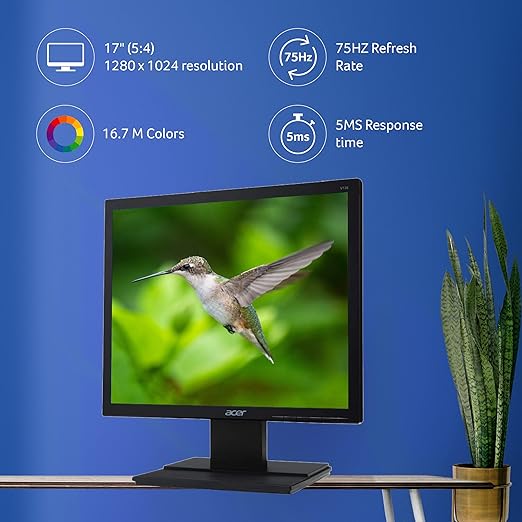 17" (5:4)
1280 x 1024 resolution
75Hz
75HZ Refresh
Rate
16.7 M Colors
5ms
5MS Response
time
acer